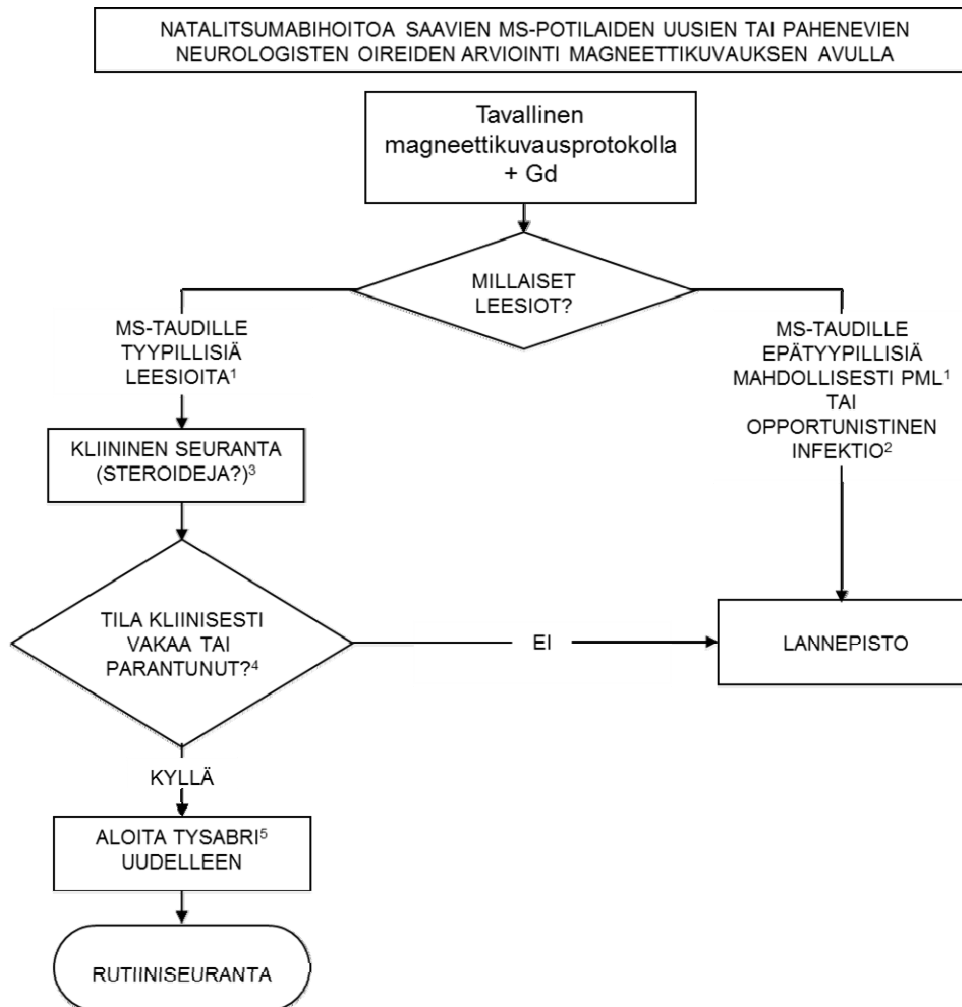 NATALITSUMABIHOITOA SAAVIEN MS-POTILAIDEN UUSIEN TAI PAHENEVIEN
NEUROLOGISTEN OIREIDEN ARVIOINTI MAGNEETTIKUVAUKSEN AVULLA
Tavallinen
magneettikuvausprotokolla
+ Gd
MILLAISET
LEESIOT?
MS-TAUDILLE
TYYPILLISIÄ
LEESIOITA¹
MS-TAUDILLE
EPÄTYYPILLISIÄ
MAHDOLLISESTI PML¹
TAI
OPPORTUNISTINEN
INFEKTIO²
KLIININEN SEURANTA
(STEROIDEJA?)³
TILA KLIINISESTI
VAKAA TAI
PARANTUNUT?⁴
EI
LANNEPISTO
KYLLÄ
ALOITA TYSABRI⁵
UUDELLEEN
RUTIINISEURANTA